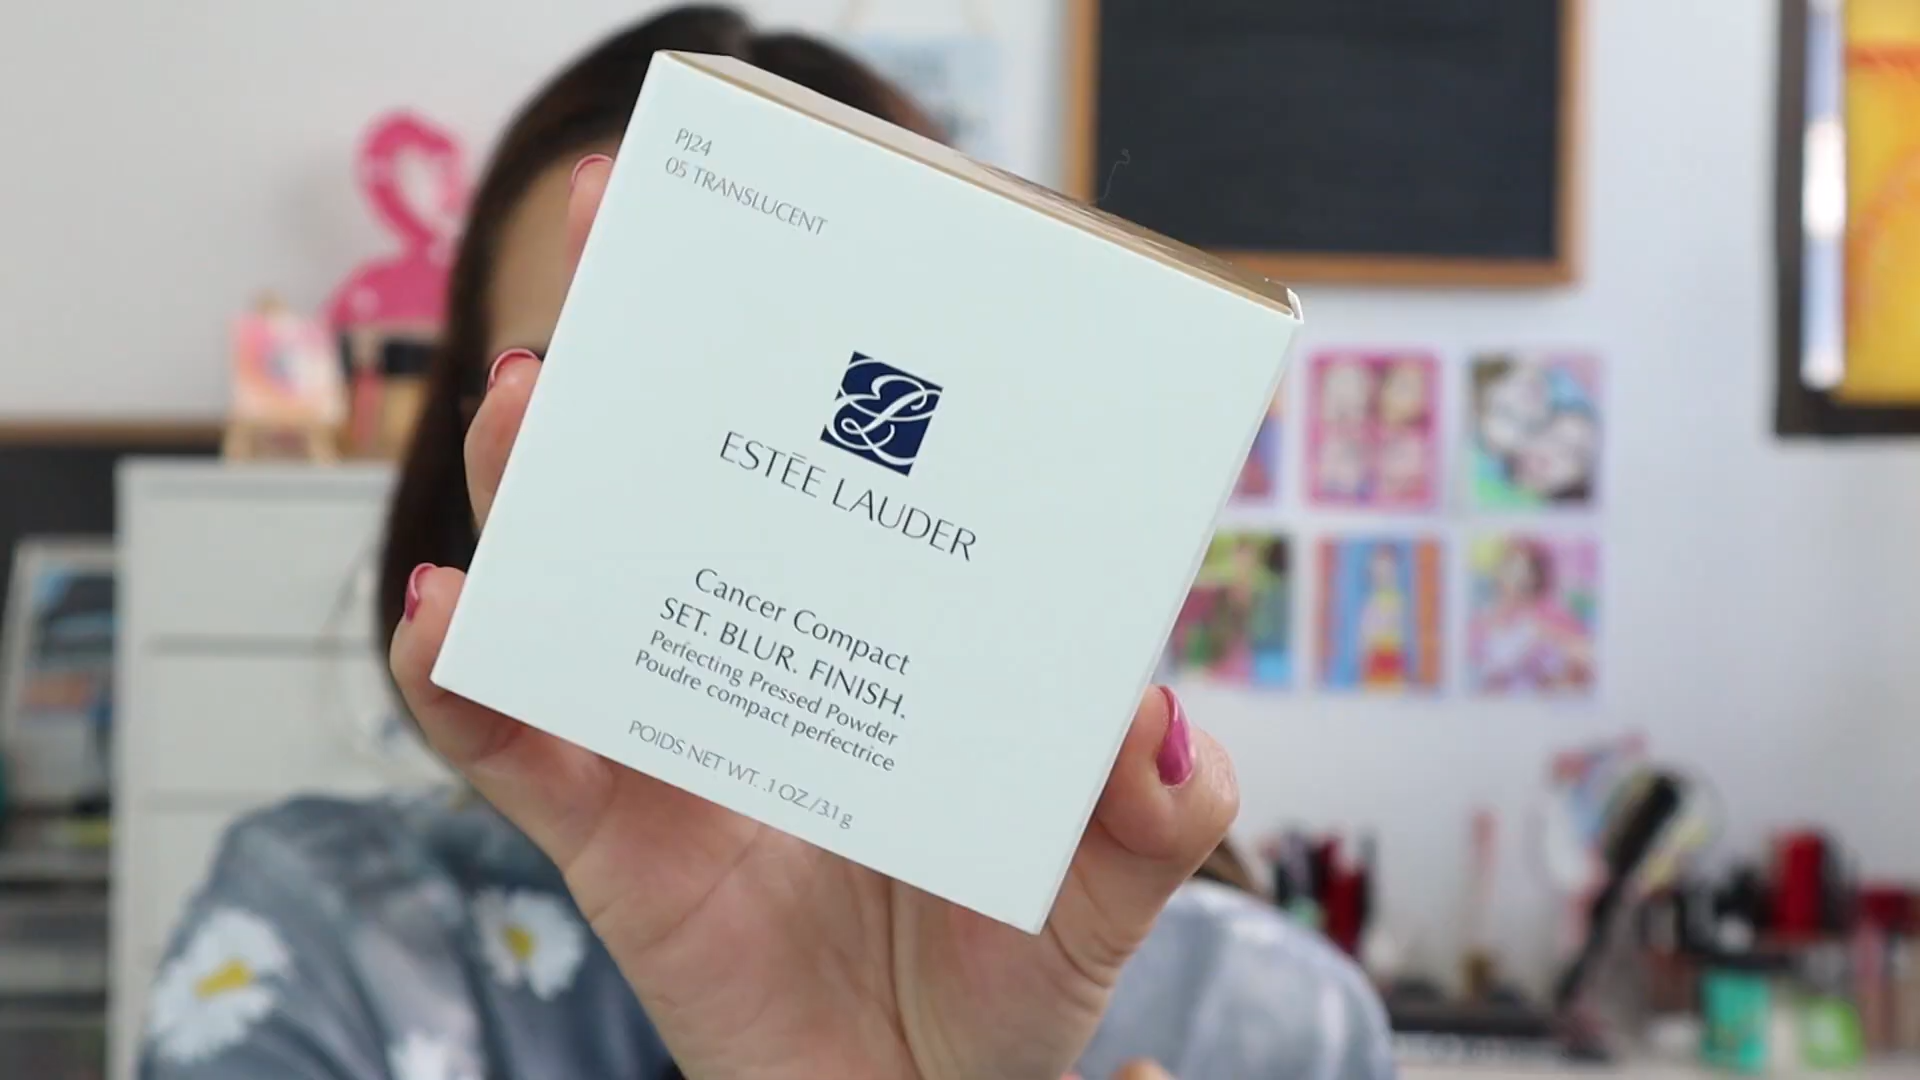 PJ24
05 TRANSLUCENT
ESTĒE LAUDER
Cancer Compact
SET. BLUR. FINISH.
Perfecting Pressed Powder
Poudre compact perfectrice
POIDS NET WT. .1 OZ./3.1 g